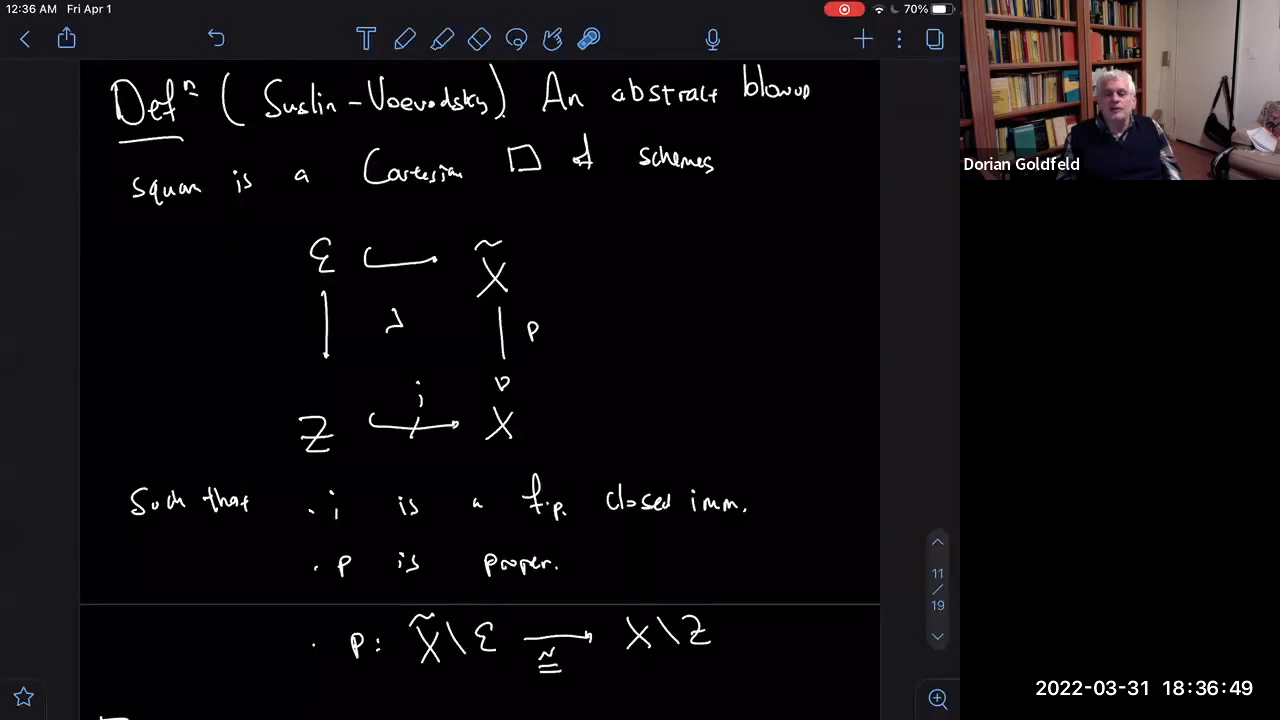 12:36 AM Fri Apr 1
70%
Defⁿ (Suslin-Voevodsky). An abstract blowup
square is a Cartesian □ of schemes
Ɛ X̃
⌟ p
i
Z X
Such that . i is a f.p. closed imm.
. p is proper.
. p: X̃\Ɛ ⟶ X\Z
≅
11
/
19
Dorian Goldfeld
2022-03-31 18:36:49